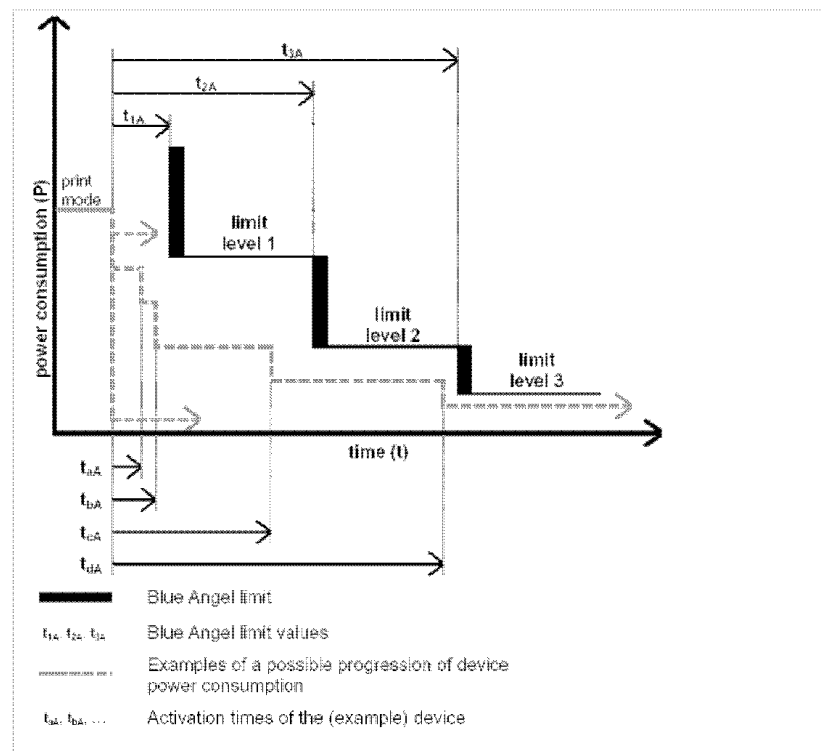 t3A
t2A
t1A
power consumption (P)
print
mode
limit
level 1
limit
level 2
limit
level 3
time (t)
taA
tbA
tcA
tdA
Blue Angel limit
t1A, t2A, t3A Blue Angel limit values
Examples of a possible progression of device
power consumption
taA, tbA, ... Activation times of the (example) device